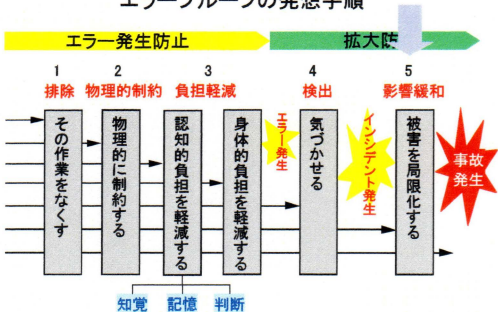 エラープルーフの発想手順
エラー発生防止
拡大防
1
2
3
4
5
排除
物理的制約
負担軽減
検出
影響緩和
その作業をなくす
物理的に制約する
認知的負担を軽減する
身体的負担を軽減する
エラー発生
気づかせる
インシデント発生
被害を局限化する
事故
発生
知覚
記憶
判断